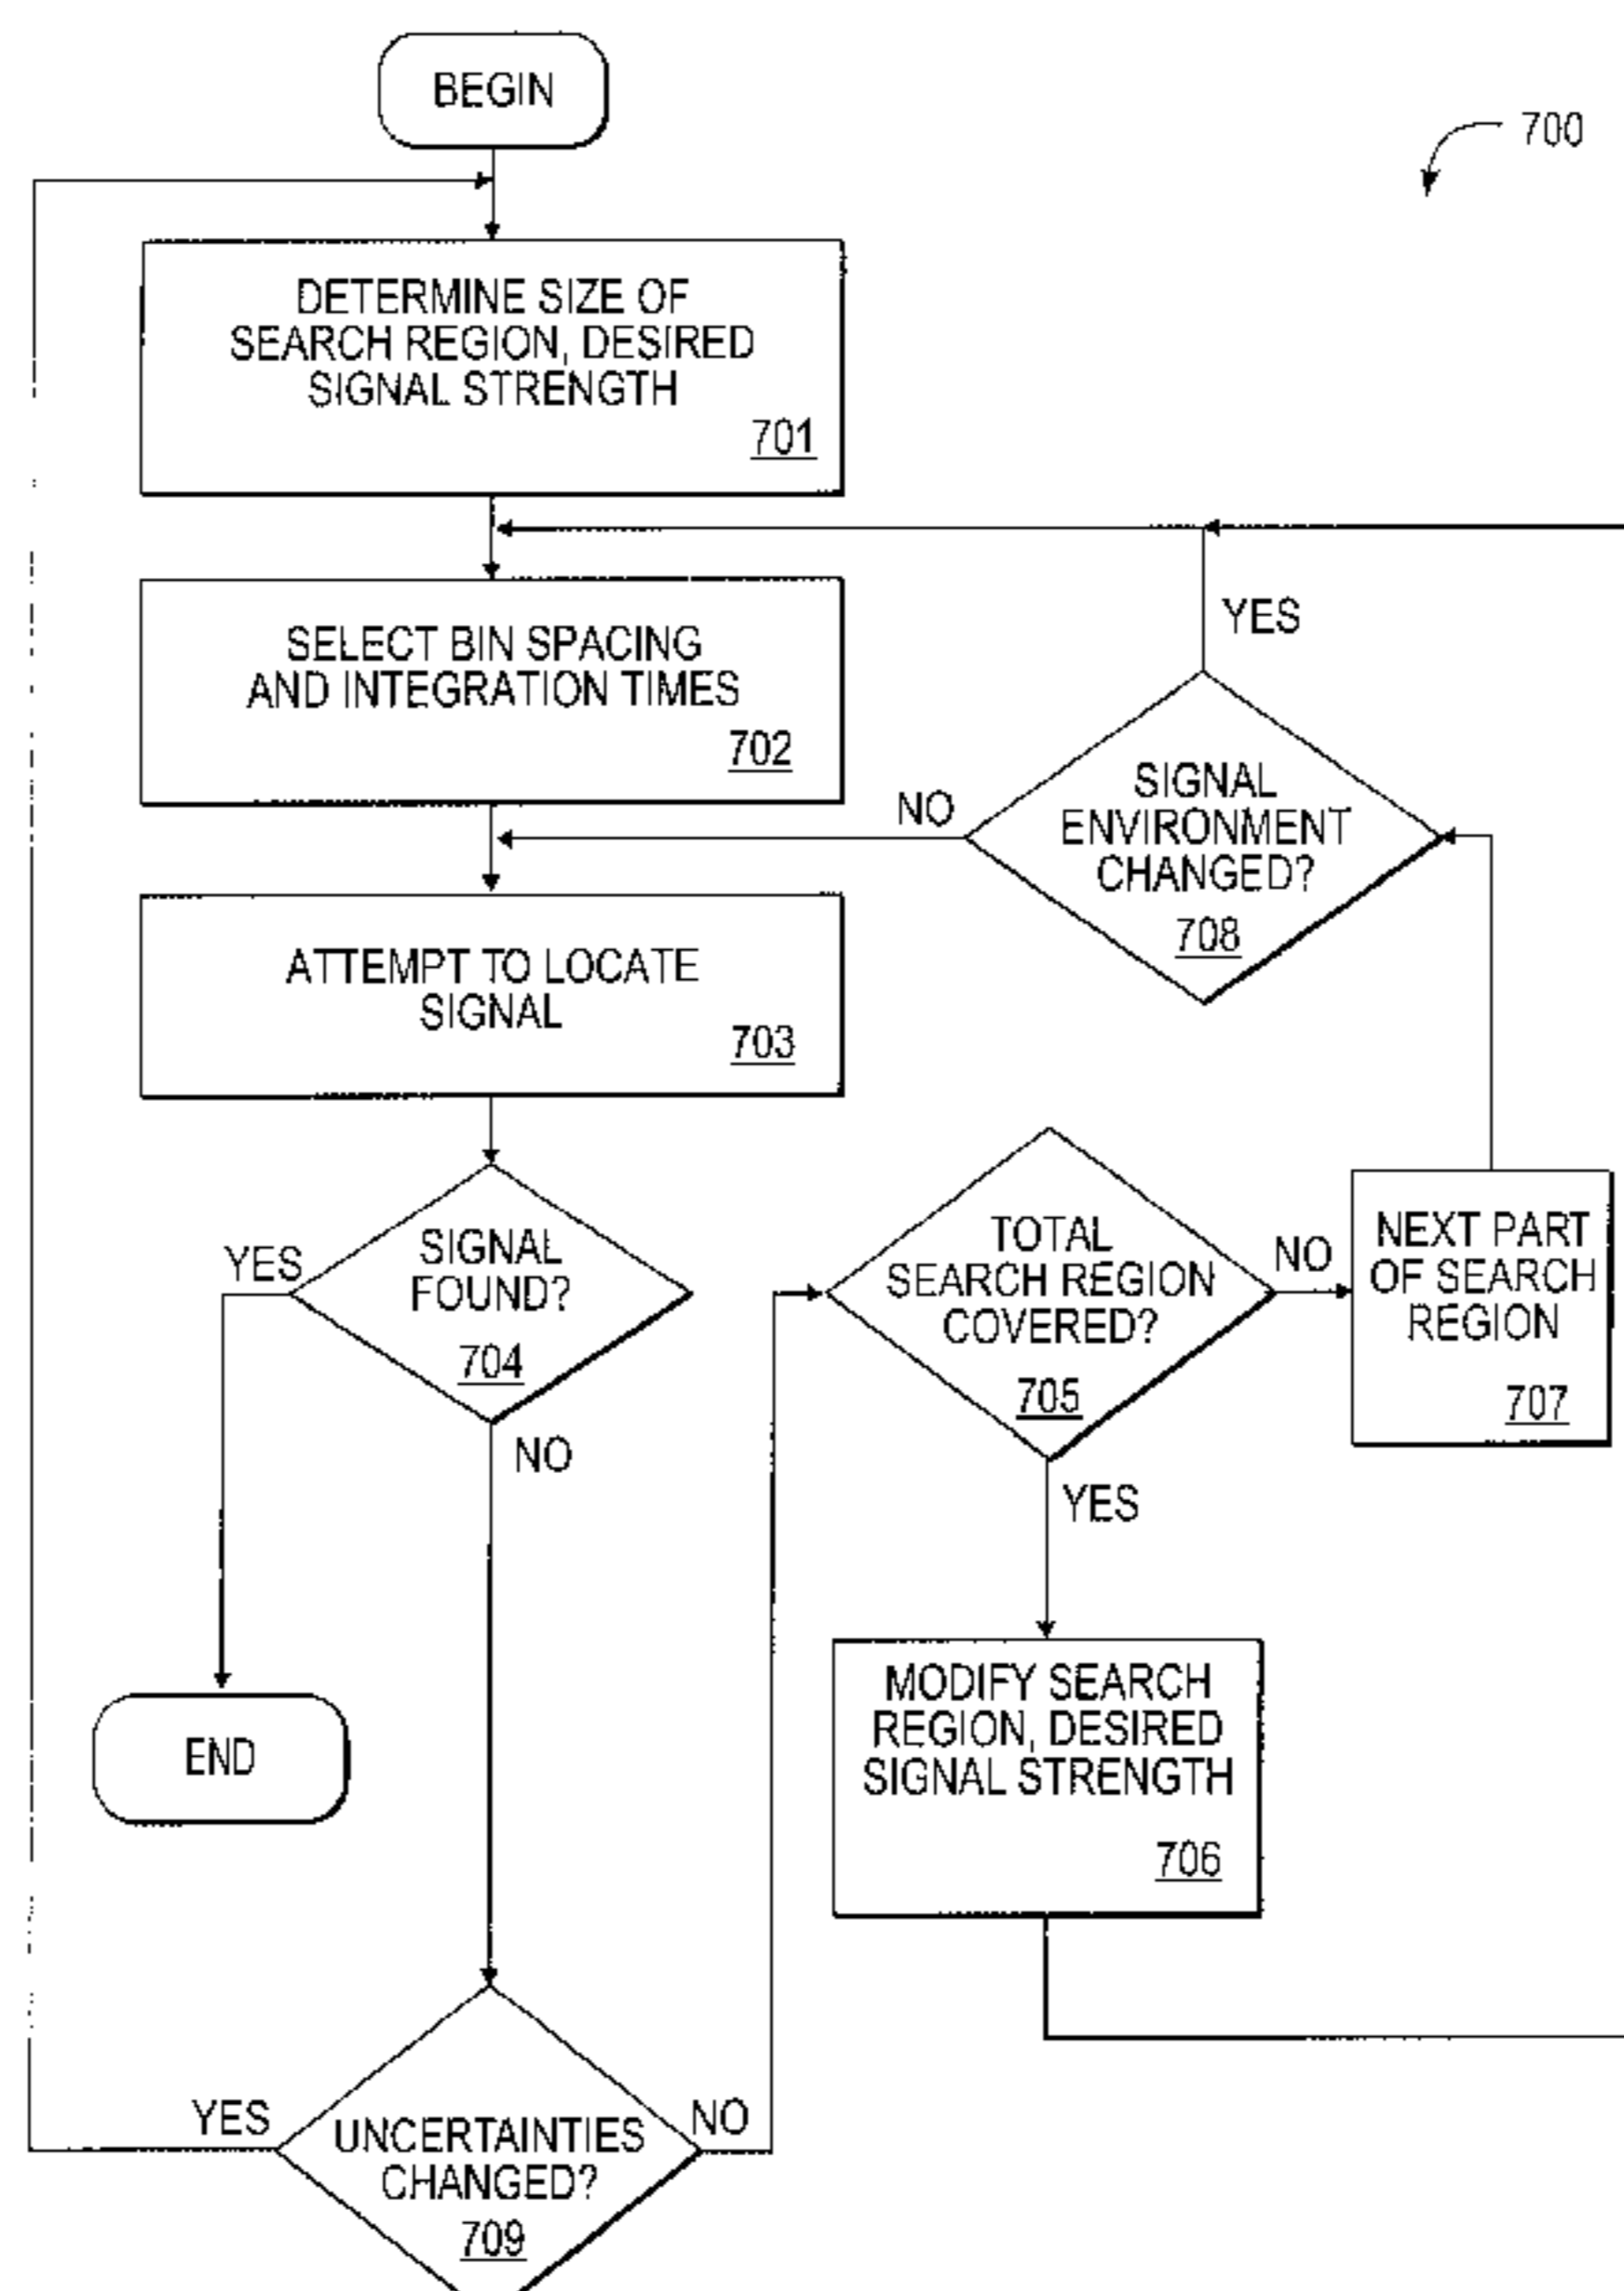 BEGIN
700
DETERMINE SIZE OF
SEARCH REGION, DESIRED
SIGNAL STRENGTH
701
SELECT BIN SPACING
AND INTEGRATION TIMES
702
YES
SIGNAL
ENVIRONMENT
CHANGED?
708
NO
ATTEMPT TO LOCATE
SIGNAL
703
YES
SIGNAL
FOUND?
704
NO
TOTAL
SEARCH REGION
COVERED?
705
NO
NEXT PART
OF SEARCH
REGION
707
YES
END
MODIFY SEARCH
REGION, DESIRED
SIGNAL STRENGTH
706
YES
UNCERTAINTIES
CHANGED?
709
NO